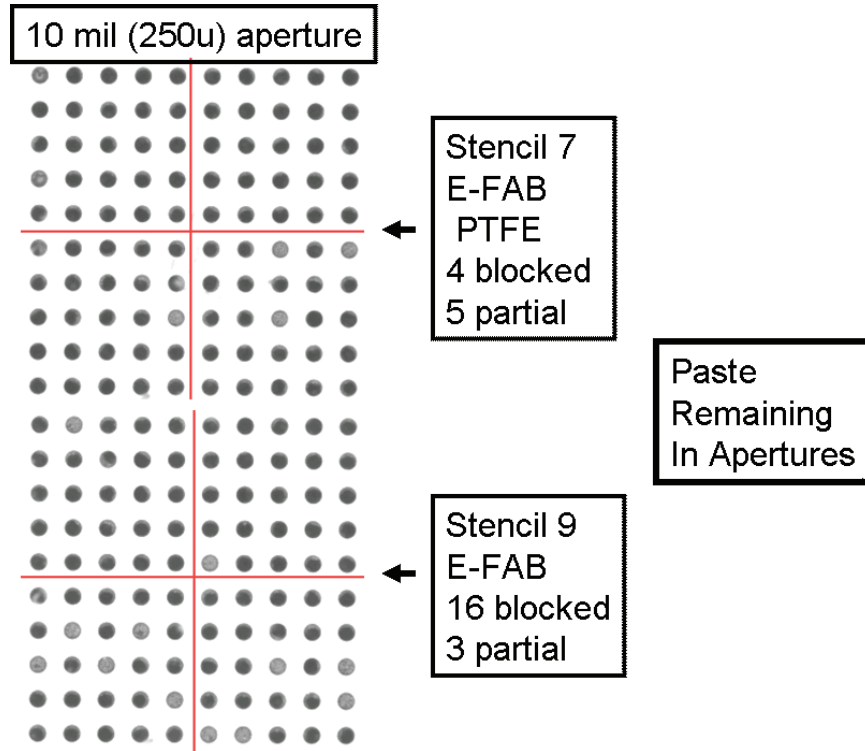 10 mil (250u) aperture
Stencil 7
E-FAB
PTFE
4 blocked
5 partial
Paste
Remaining
In Apertures
Stencil 9
E-FAB
16 blocked
3 partial